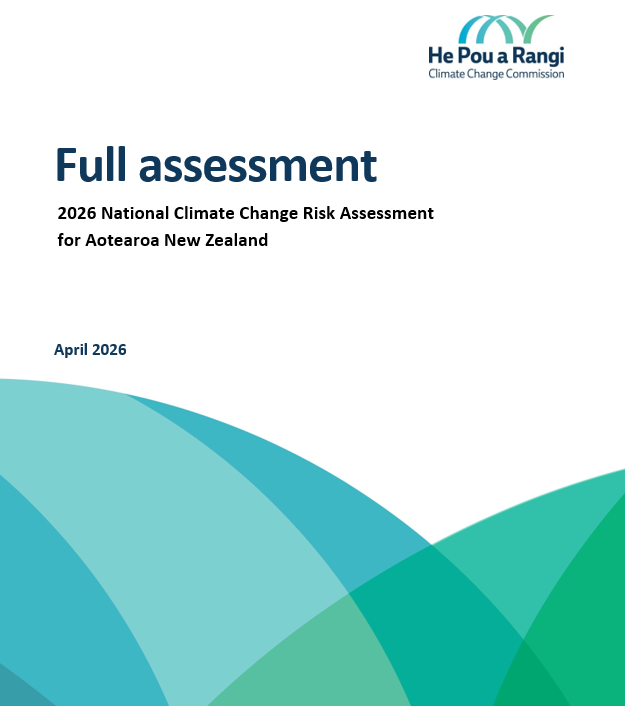 He Pou a Rangi
Climate Change Commission
Full assessment
2026 National Climate Change Risk Assessment
for Aotearoa New Zealand
April 2026